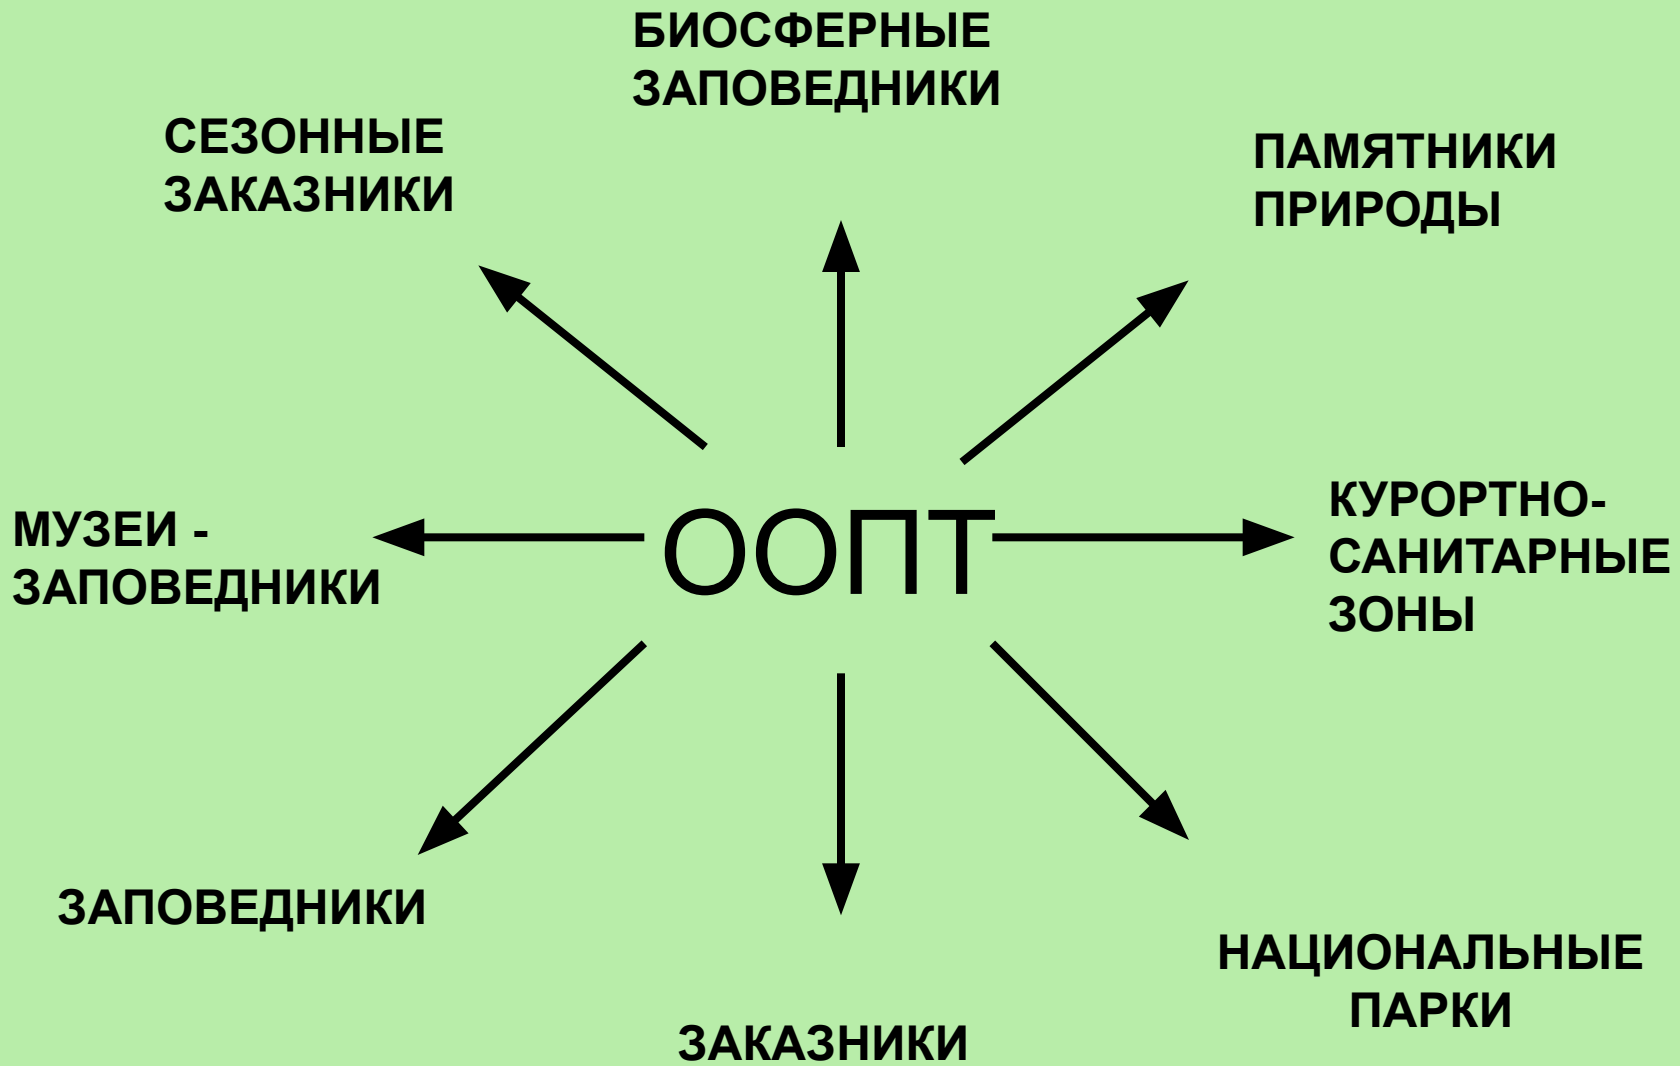 БИОСФЕРНЫЕ
ЗАПОВЕДНИКИ
СЕЗОННЫЕ
ЗАКАЗНИКИ
ПАМЯТНИКИ
ПРИРОДЫ
МУЗЕИ -
ЗАПОВЕДНИКИ
ООПТ
КУРОРТНО-
САНИТАРНЫЕ
ЗОНЫ
ЗАПОВЕДНИКИ
НАЦИОНАЛЬНЫЕ
ПАРКИ
ЗАКАЗНИКИ